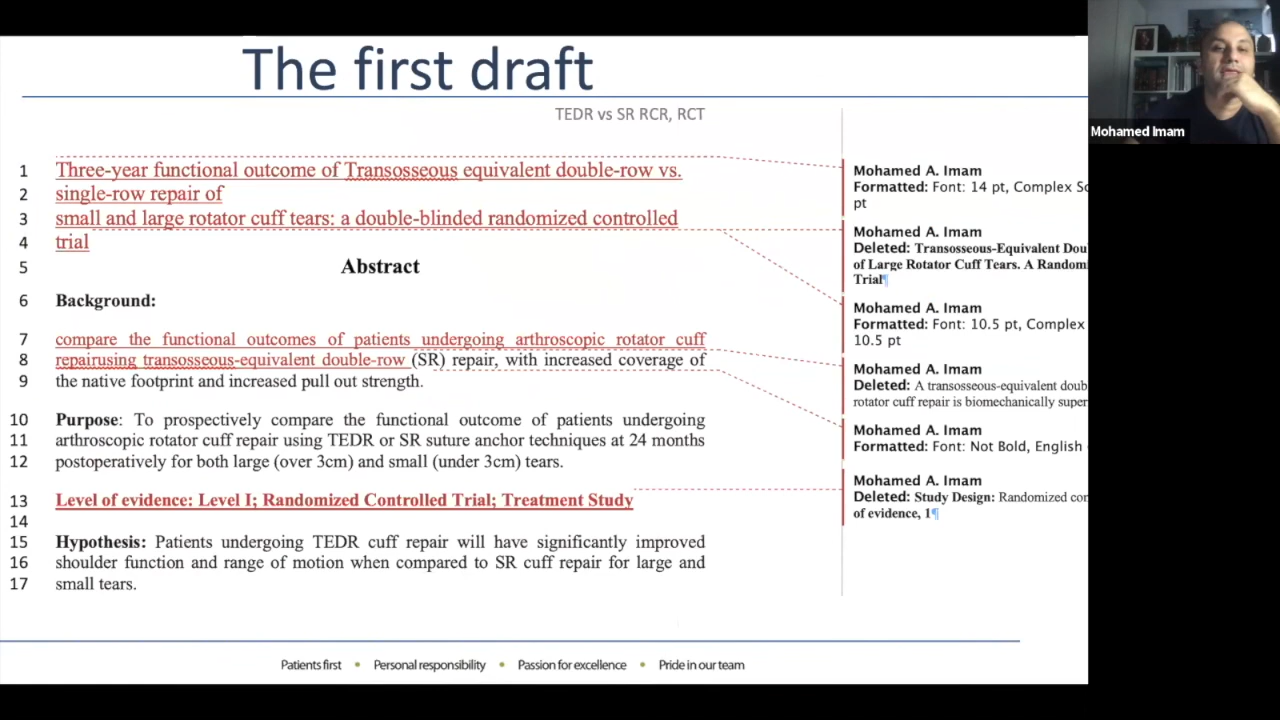 The first draft
TEDR vs SR RCR, RCT
1 Three-year functional outcome of Transosseous equivalent double-row vs.
2 single-row repair of
3 small and large rotator cuff tears: a double-blinded randomized controlled
4 trial
5 Abstract
6 Background:
7 compare the functional outcomes of patients undergoing arthroscopic rotator cuff
8 repairusing transosseous-equivalent double-row (SR) repair, with increased coverage of
9 the native footprint and increased pull out strength.
10 Purpose: To prospectively compare the functional outcome of patients undergoing
11 arthroscopic rotator cuff repair using TEDR or SR suture anchor techniques at 24 months
12 postoperatively for both large (over 3cm) and small (under 3cm) tears.
13 Level of evidence: Level I; Randomized Controlled Trial; Treatment Study
14
15 Hypothesis: Patients undergoing TEDR cuff repair will have significantly improved
16 shoulder function and range of motion when compared to SR cuff repair for large and
17 small tears.
Mohamed A. Imam
Formatted: Font: 14 pt, Complex Sc
pt
Mohamed A. Imam
Deleted: Transosseous-Equivalent Dou
of Large Rotator Cuff Tears. A Random
Trial¶
Mohamed A. Imam
Formatted: Font: 10.5 pt, Complex
10.5 pt
Mohamed A. Imam
Deleted: A transosseous-equivalent doub
rotator cuff repair is biomechanically super
Mohamed A. Imam
Formatted: Font: Not Bold, English
Mohamed A. Imam
Deleted: Study Design: Randomized con
of evidence, 1¶
Patients first • Personal responsibility • Passion for excellence • Pride in our team
Mohamed Imam